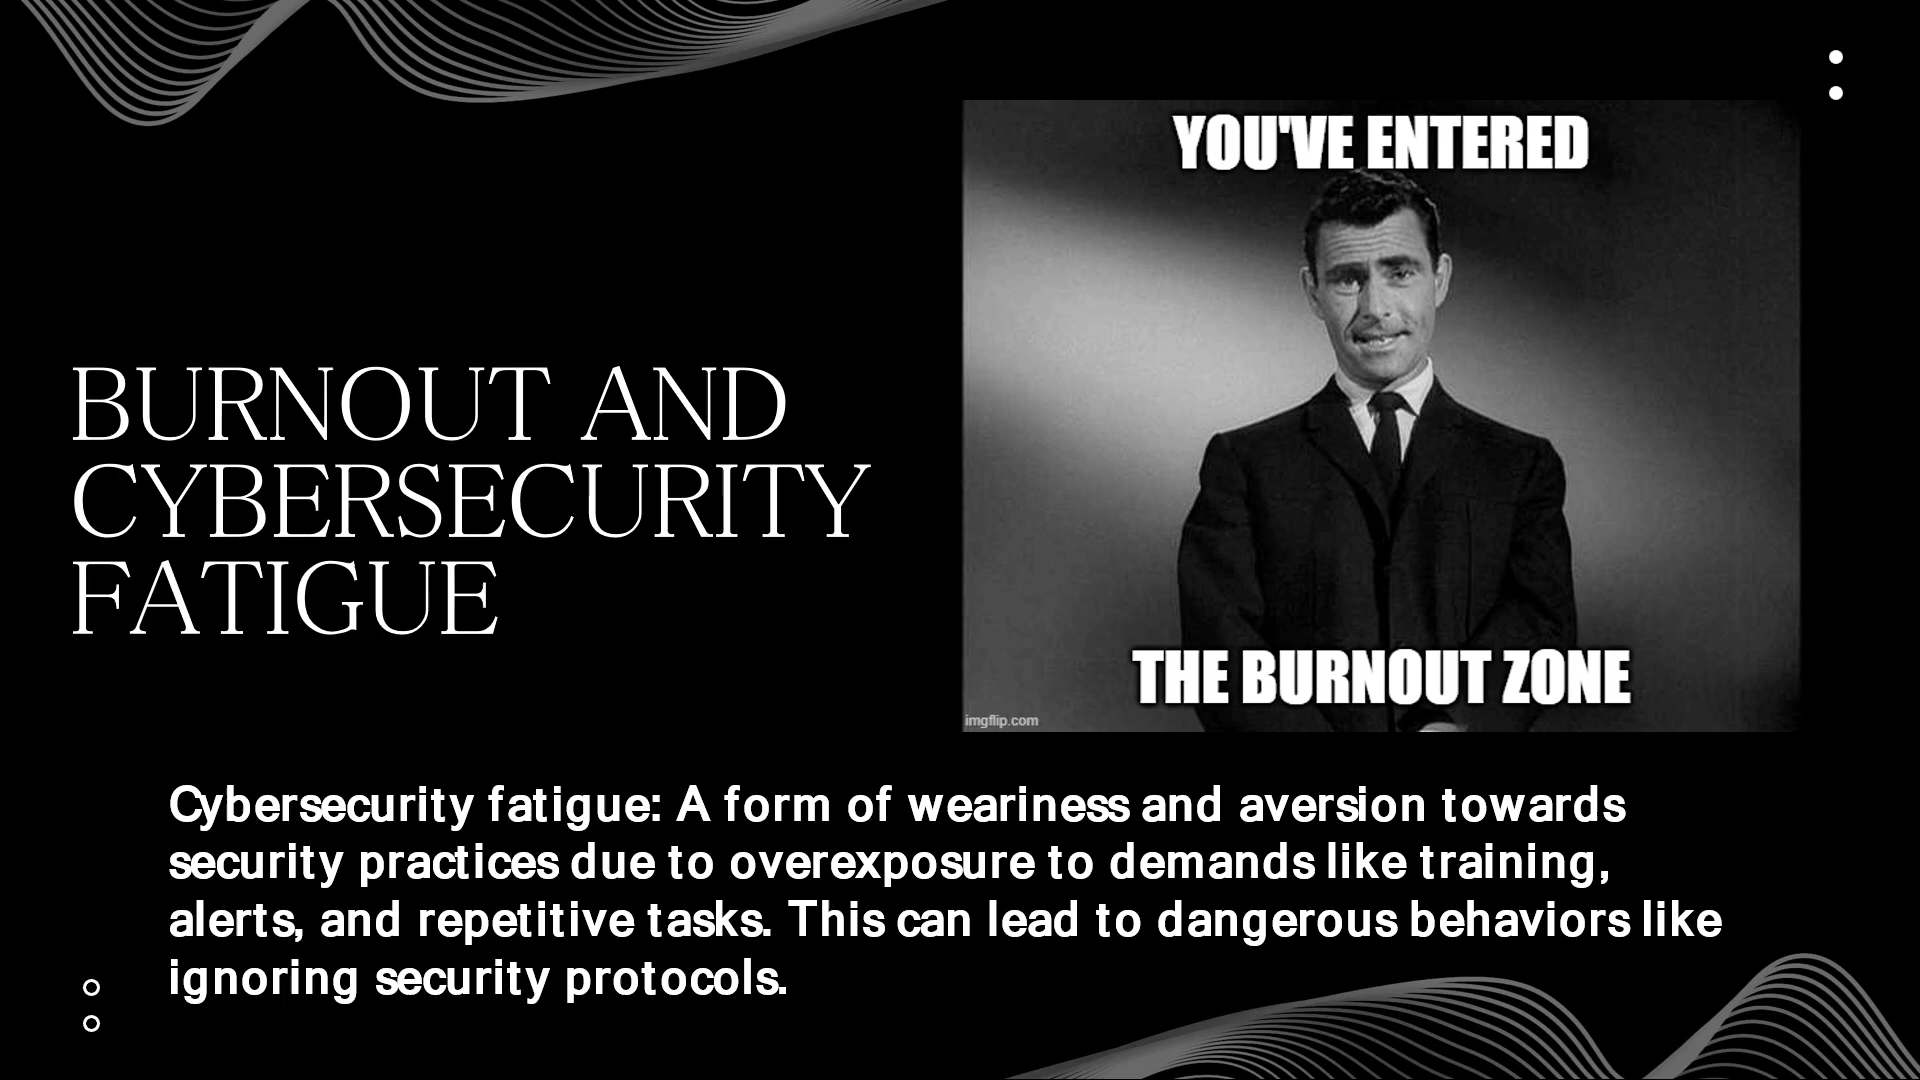 BURNOUT AND
CYBERSECURITY
FATIGUE
YOU'VE ENTERED
THE BURNOUT ZONE
imgflip.com
Cybersecurity fatigue: A form of weariness and aversion towards
security practices due to overexposure to demands like training,
alerts, and repetitive tasks. This can lead to dangerous behaviors like
ignoring security protocols.